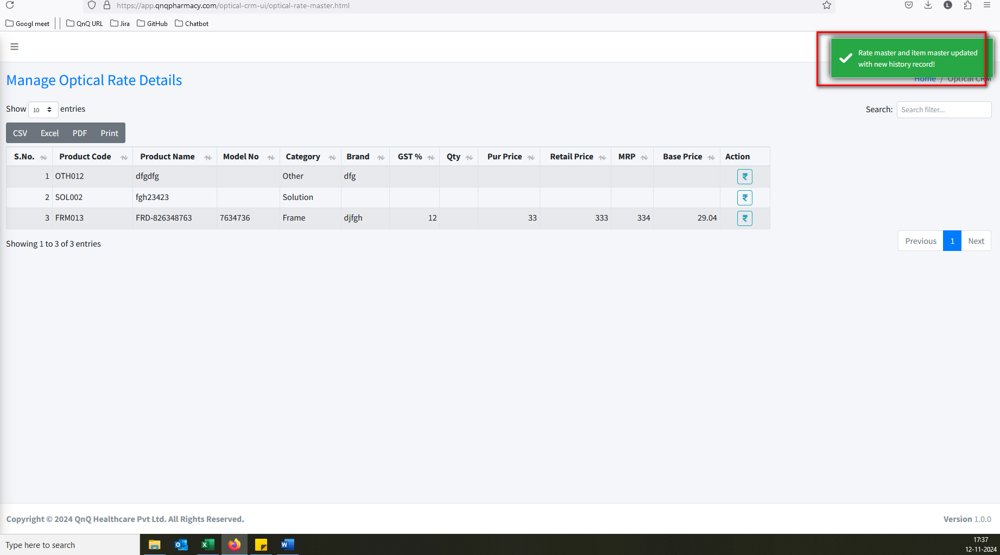 https://app.qnqpharmacy.com/optical-crm-ui/optical-rate-master.html
L
Googl meet QnQ URL Jira GitHub Chatbot
Rate master and item master updated
with new history record!
Manage Optical Rate Details
Home / Optical CRM
Show 10 entries
Search: Search filter...
CSV Excel PDF Print
S.No. Product Code Product Name Model No Category Brand GST % Qty Pur Price Retail Price MRP Base Price Action
1 OTH012 dfgdfg Other dfg ₹
2 SOL002 fgh23423 Solution ₹
3 FRM013 FRD-826348763 7634736 Frame djfgh 12 33 333 334 29.04 ₹
Showing 1 to 3 of 3 entries
Previous 1 Next
Copyright © 2024 QnQ Healthcare Pvt Ltd. All Rights Reserved.
Version 1.0.0
Type here to search
17:37
12-11-2024